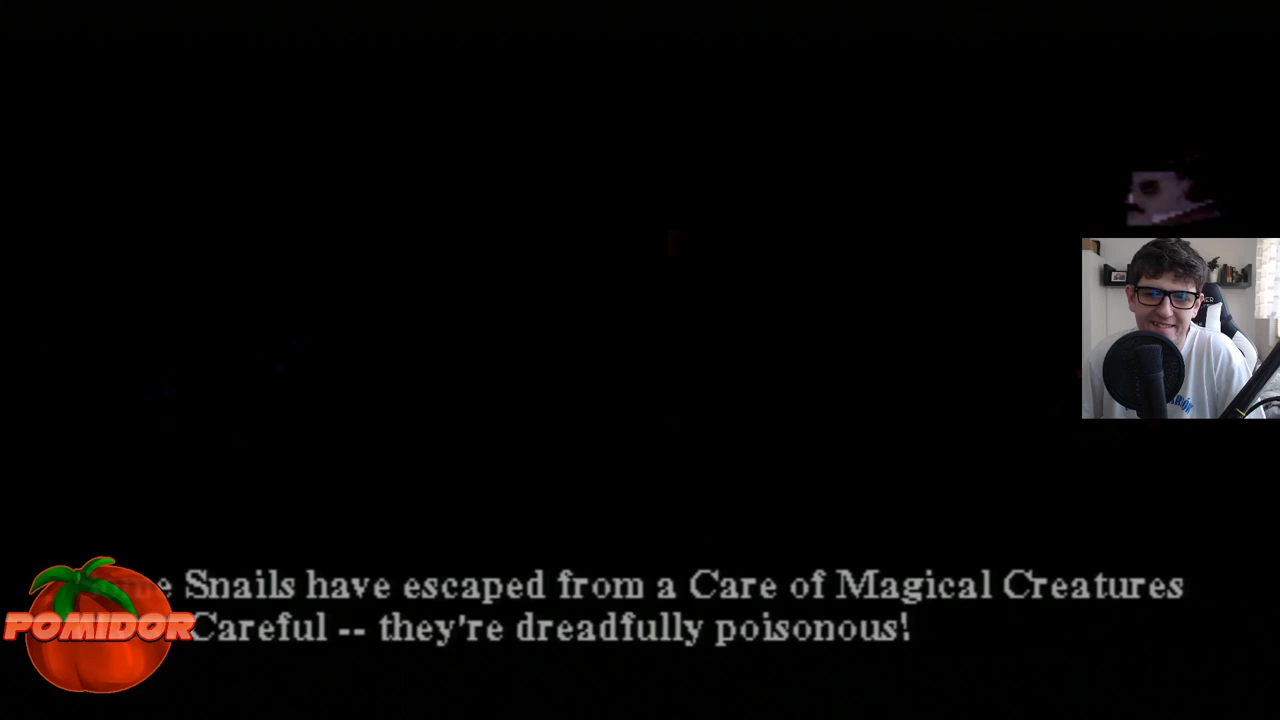 Snails have escaped from a Care of Magical Creatures
Careful -- they're dreadfully poisonous!
POMIDOR